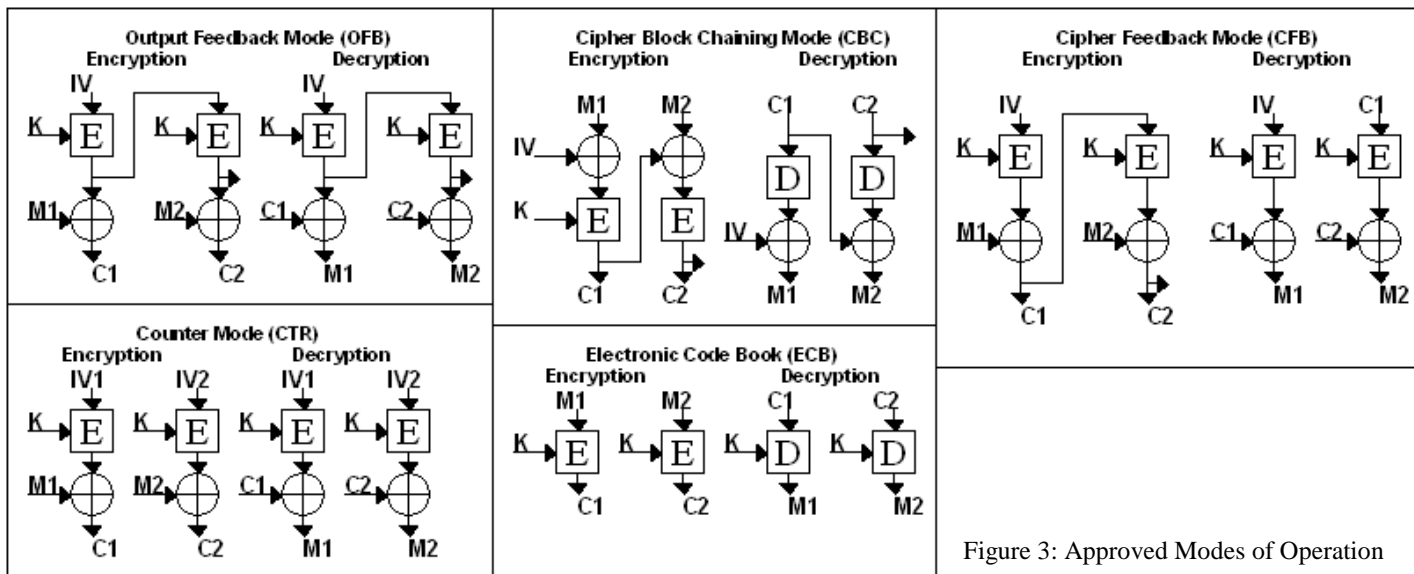 Output Feedback Mode (OFB)
Encryption Decryption
IV IV
K E K E K E K E
M1 M2 C1 C2
C1 C2 M1 M2
Cipher Block Chaining Mode (CBC)
Encryption Decryption
M1 M2 C1 C2
IV
D D
K E E
IV
C1 C2 M1 M2
Cipher Feedback Mode (CFB)
Encryption Decryption
IV IV C1
K E K E K E K E
M1 M2 C1 C2
C1 C2 M1 M2
Counter Mode (CTR)
Encryption Decryption
IV1 IV2 IV1 IV2
K E K E K E K E
M1 M2 C1 C2
C1 C2 M1 M2
Electronic Code Book (ECB)
Encryption Decryption
M1 M2 C1 C2
K E K E K D K D
C1 C2 M1 M2
Figure 3: Approved Modes of Operation